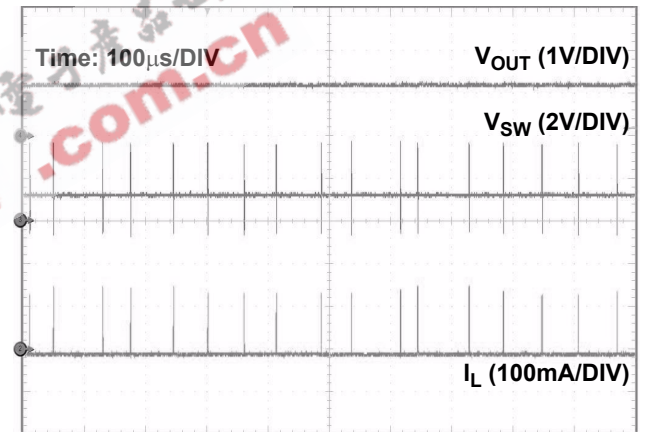 Time: 100μs/DIV
V_OUT (1V/DIV)
V_SW (2V/DIV)
.com.cn
I_L (100mA/DIV)